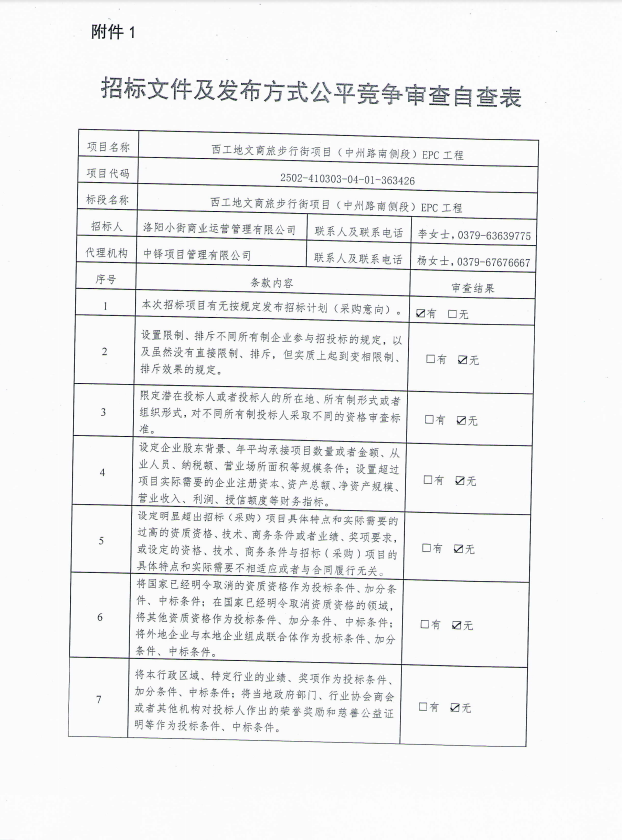 附件 1
招标文件及发布方式公平竞争审查自查表
项目名称 西工地文商旅步行街项目（中州路南侧段）EPC 工程
项目代码 2502-410303-04-01-363426
标段名称 西工地文商旅步行街项目（中州路南侧段）EPC 工程
招标人 洛阳小街商业运营管理有限公司 联系人及联系电话 李女士,0379-63639775
代理机构 中铎项目管理有限公司 联系人及联系电话 杨女士,0379-67676667
序号 条款内容 审查结果
1 本次招标项目有无按规定发布招标计划（采购意向）。 ☑有 □无
设置限制、排斥不同所有制企业参与招投标的规定，以
2 及虽然没有直接限制、排斥，但实质上起到变相限制、 □有 ☑无
排斥效果的规定。
限定潜在投标人或者投标人的所在地、所有制形式或者
3 组织形式，对不同所有制投标人采取不同的资格审查标 □有 ☑无
准。
设定企业股东背景、年平均承接项目数量或者金额、从
业人员、纳税额、营业场所面积等规模条件；设置超过
4 项目实际需要的企业注册资本、资产总额、净资产规模、 □有 ☑无
营业收入、利润、授信额度等财务指标。
设定明显超出招标（采购）项目具体特点和实际需要的
过高的资质资格、技术、商务条件或者业绩、奖项要求，
5 或设定的资格、技术、商务条件与招标（采购）项目的 □有 ☑无
具体特点和实际需要不相适应或者与合同履行无关。
将国家已经明令取消的资质资格作为投标条件、加分条
件、中标条件；在国家已经明令取消资质资格的领域，
6 将其他资质资格作为投标条件、加分条件、中标条件； □有 ☑无
将外地企业与本地企业组成联合体作为投标条件、加分
条件、中标条件。
将本行政区域、特定行业的业绩、奖项作为投标条件、
加分条件、中标条件；将当地政府部门、行业协会商会
7 或者其他机构对投标人作出的荣誉奖励和慈善公益证 □有 ☑无
明等作为投标条件、中标条件。